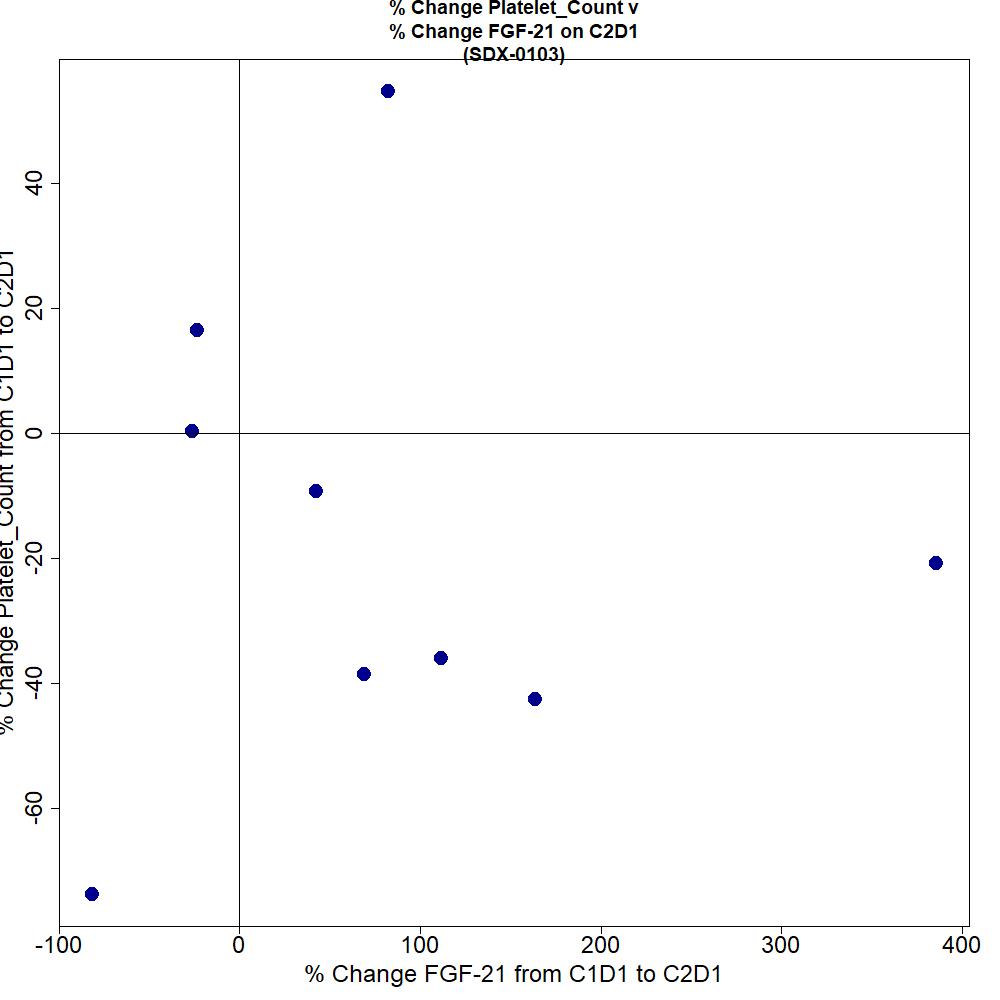 % Change Platelet_Count v
% Change FGF-21 on C2D1
(SDX-0103)
% Change Platelet_Count from C1D1 to C2D1
40
20
0
-20
-40
-60
-100
0
100
200
300
400
% Change FGF-21 from C1D1 to C2D1